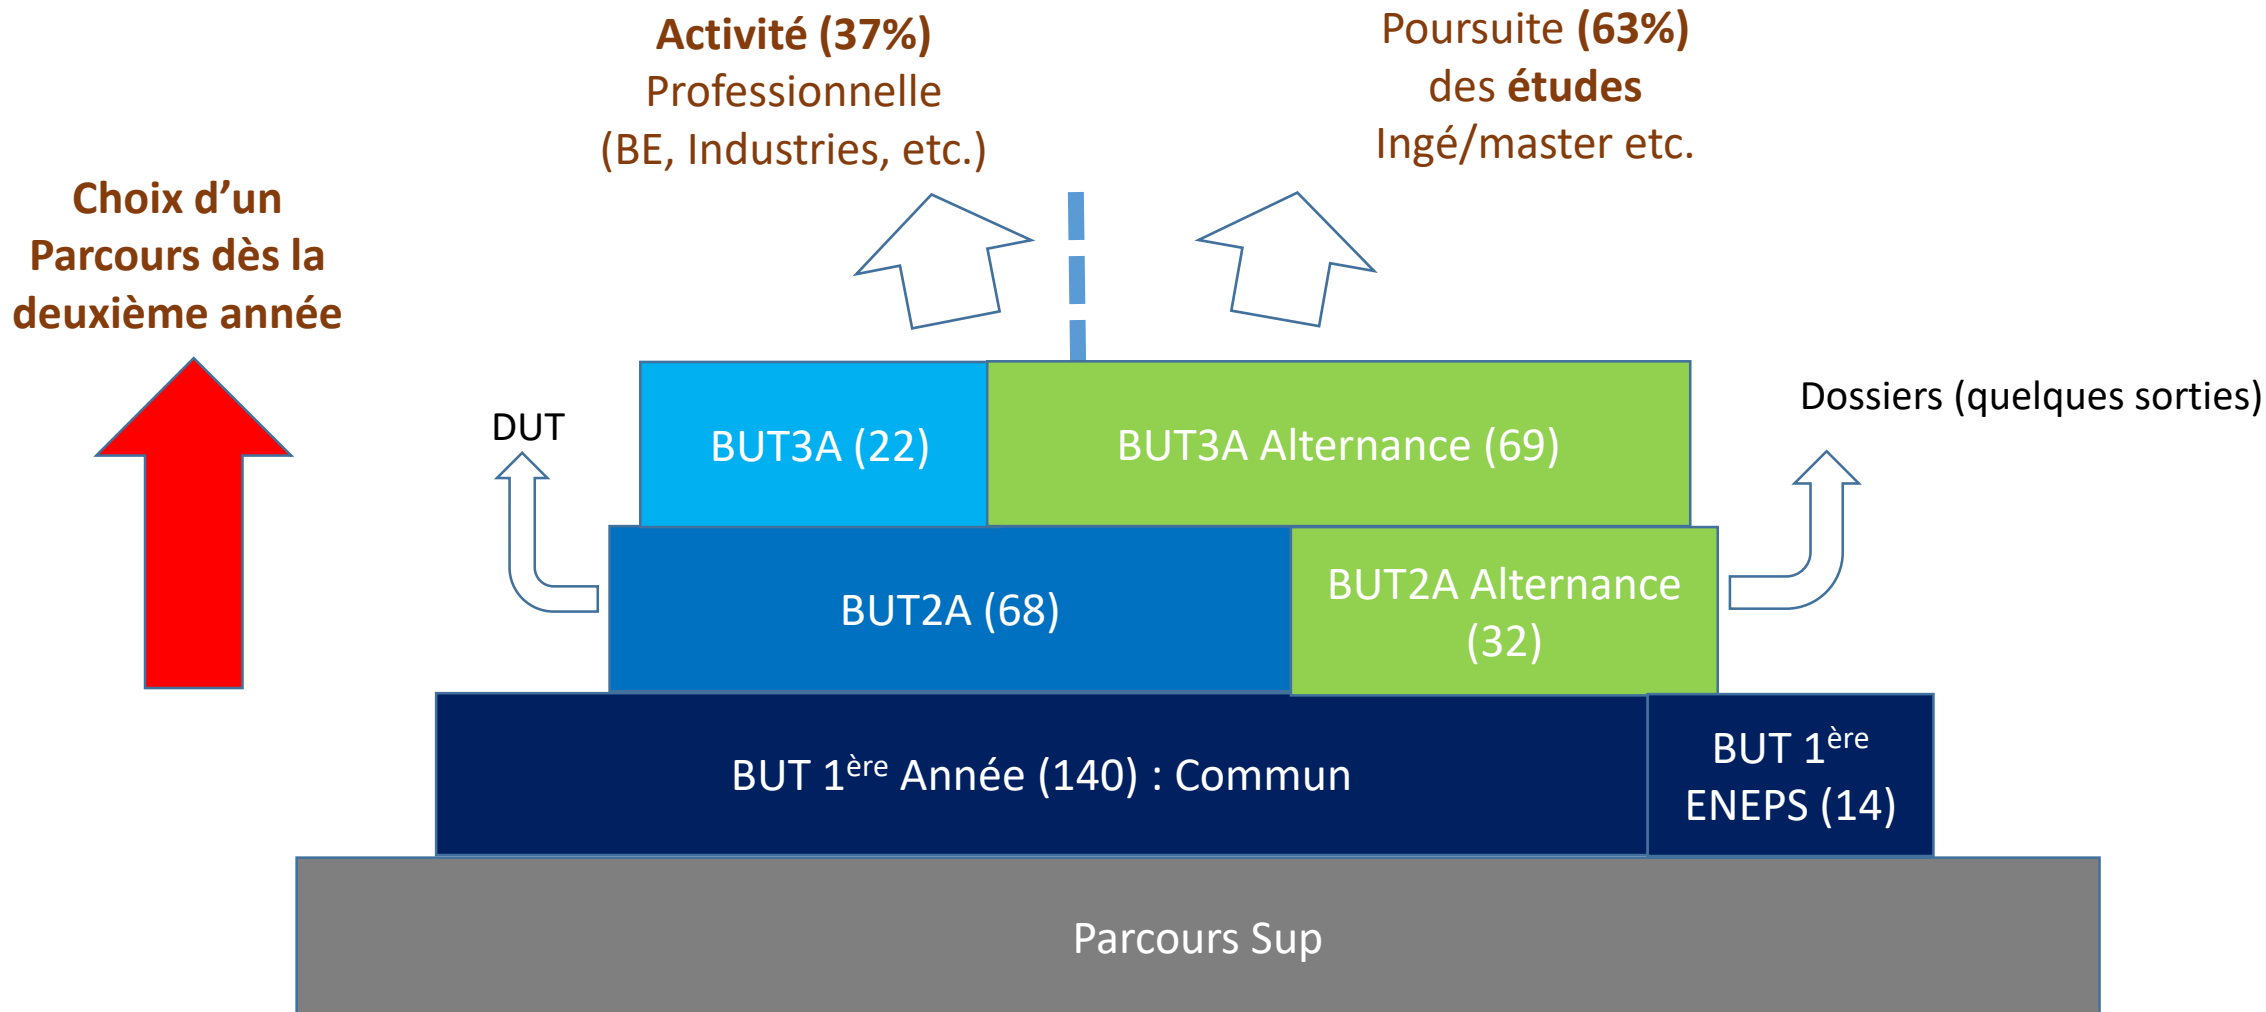 Activité (37%)
Professionnelle
(BE, Industries, etc.)
Poursuite (63%)
des études
Ingé/master etc.
Choix d’un
Parcours dès la
deuxième année
DUT
BUT3A (22)
BUT3A Alternance (69)
Dossiers (quelques sorties)
BUT2A (68)
BUT2A Alternance
(32)
BUT 1ère Année (140) : Commun
BUT 1ère
ENEPS (14)
Parcours Sup